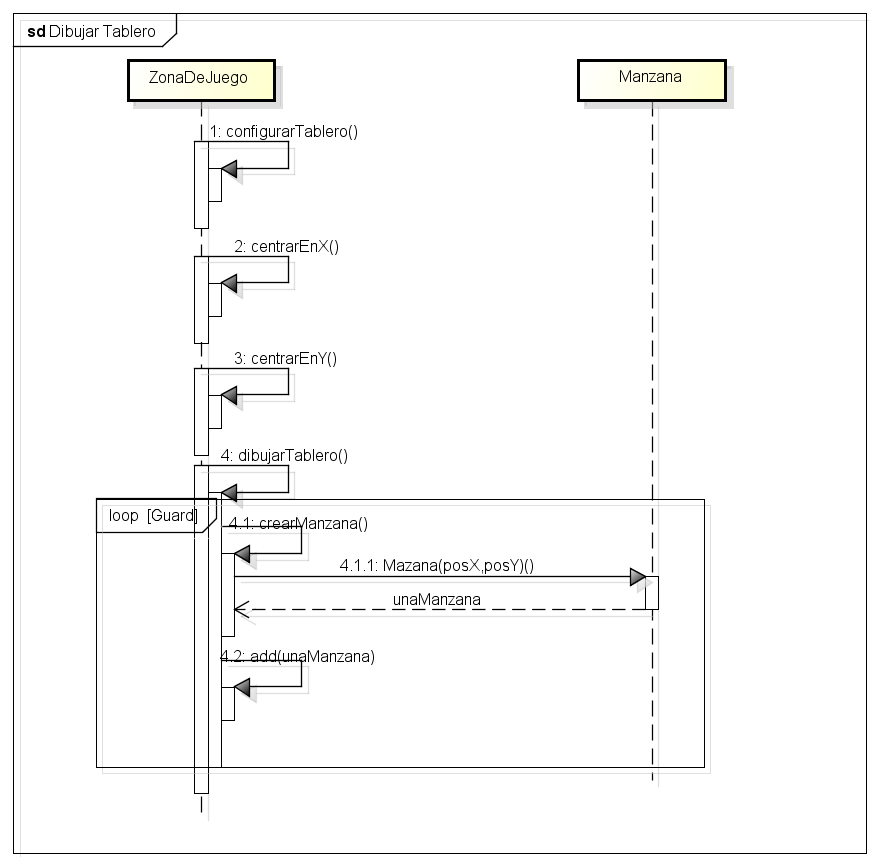 sd Dibujar Tablero
ZonaDeJuego
Manzana
1: configurarTablero()
2: centrarEnX()
3: centrarEnY()
4: dibujarTablero()
loop [Guard]
4.1: crearManzana()
4.1.1: Mazana(posX,posY)()
unaManzana
4.2: add(unaManzana)